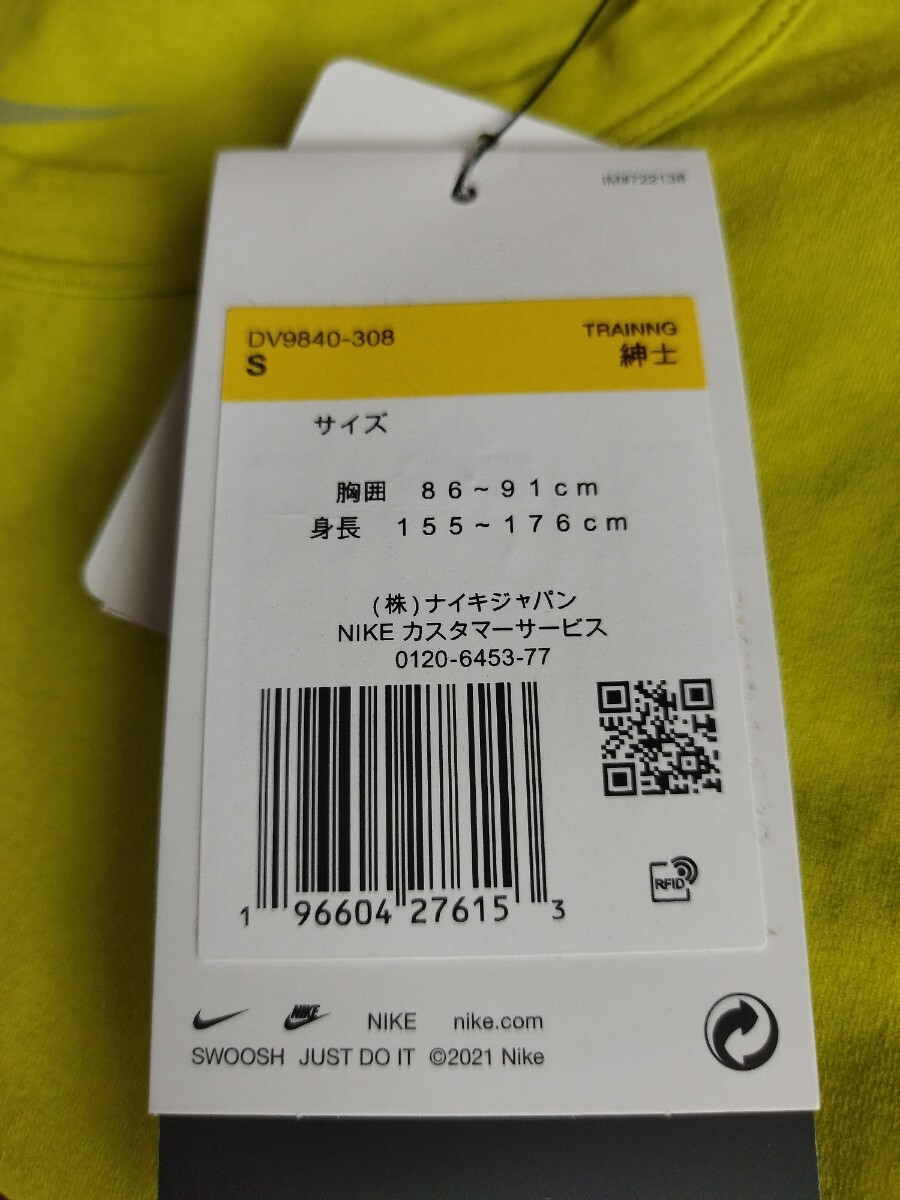 IM#722138
DV9840-308
S
TRAINNG
紳士
サイズ
胸囲 86~91cm
身長 155~176cm
(株)ナイキジャパン
NIKE カスタマーサービス
0120-6453-77
1 96604 27615 3
RFID
NIKE NIKE nike.com
SWOOSH JUST DO IT ©2021 Nike